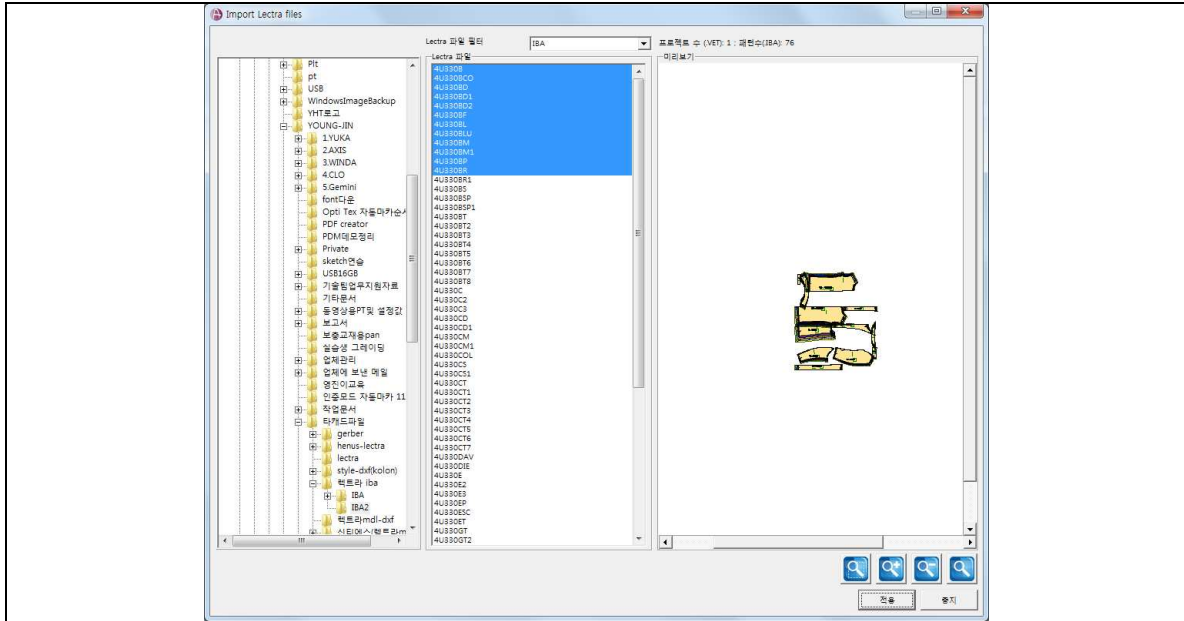 Import Lectra files
Lectra 파일 필터
IBA
프로젝트 수 (VET): 1 : 패턴수(IBA): 76
Plt
pt
USB
WindowsImageBackup
YHT로고
YOUNG-JIN
1.YUKA
2.AXIS
3.WINDA
4.CLO
5.Gemini
font다운
Opti Tex 자동마카순서
PDF creator
PDM데모정리
Private
sketch연습
USB16GB
기술팀업무지원자료
기타문서
동영상용PT및 설정값
보고서
보충교재용pan
실습생 그레이딩
업체관리
업체에 보낸 메일
영진이교육
인증모드 자동마카 11
작업문서
타캐드파일
gerber
henus-lectra
lectra
style-dxf(kolon)
렉트라 iba
IBA
IBA2
렉트라mdl-dxf
Lectra 파일
4U330B
4U330BCO
4U330BD
4U330BD1
4U330BD2
4U330BF
4U330BL
4U330BLU
4U330BM
4U330BM1
4U330BP
4U330BR
4U330BR1
4U330BS
4U330BSP
4U330BSP1
4U330BT
4U330BT2
4U330BT3
4U330BT4
4U330BT5
4U330BT6
4U330BT7
4U330BT8
4U330C
4U330C2
4U330C3
4U330CD
4U330CD1
4U330CM
4U330CM1
4U330COL
4U330CS
4U330CS1
4U330CT
4U330CT1
4U330CT2
4U330CT3
4U330CT4
4U330CT5
4U330CT6
4U330CT7
4U330DAV
4U330DIE
4U330E
4U330E2
4U330E3
4U330EP
4U330ESC
4U330ET
4U330GT
4U330GT2
미리보기
적용
중지